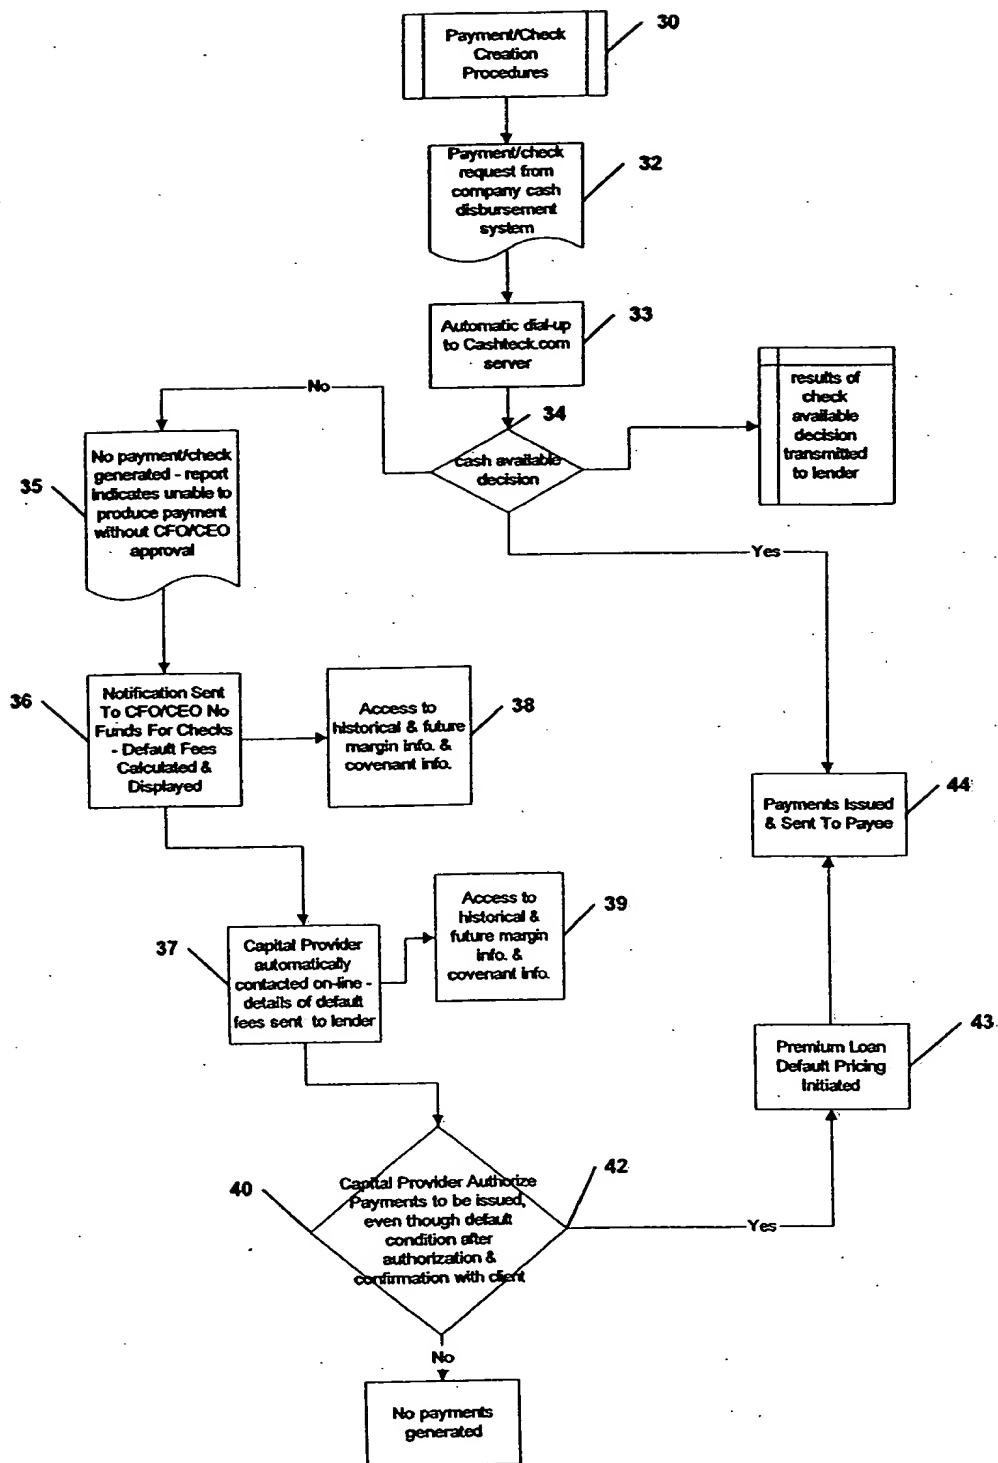 Payment/Check
Creation
Procedures
30
Payment/check
request from
company cash
disbursement
system
32
Automatic dial-up
to Cashteck.com
server
33
No
34
cash available
decision
results of
check
available
decision
transmitted
to lender
Yes
35
No payment/check
generated - report
indicates unable to
produce payment
without CFO/CEO
approval
36
Notification Sent
To CFO/CEO No
Funds For Checks
- Default Fees
Calculated &
Displayed
Access to
historical & future
margin info. &
covenant info.
38
Payments Issued
& Sent To Payee
44
37
Capital Provider
automatically
contacted on-line -
details of default
fees sent to lender
Access to
historical &
future margin
info. &
covenant info.
39
Premium Loan
Default Pricing
Initiated
43
40
Capital Provider Authorize
Payments to be issued,
even though default
condition after
authorization &
confirmation with client
42
Yes
No
No payments
generated